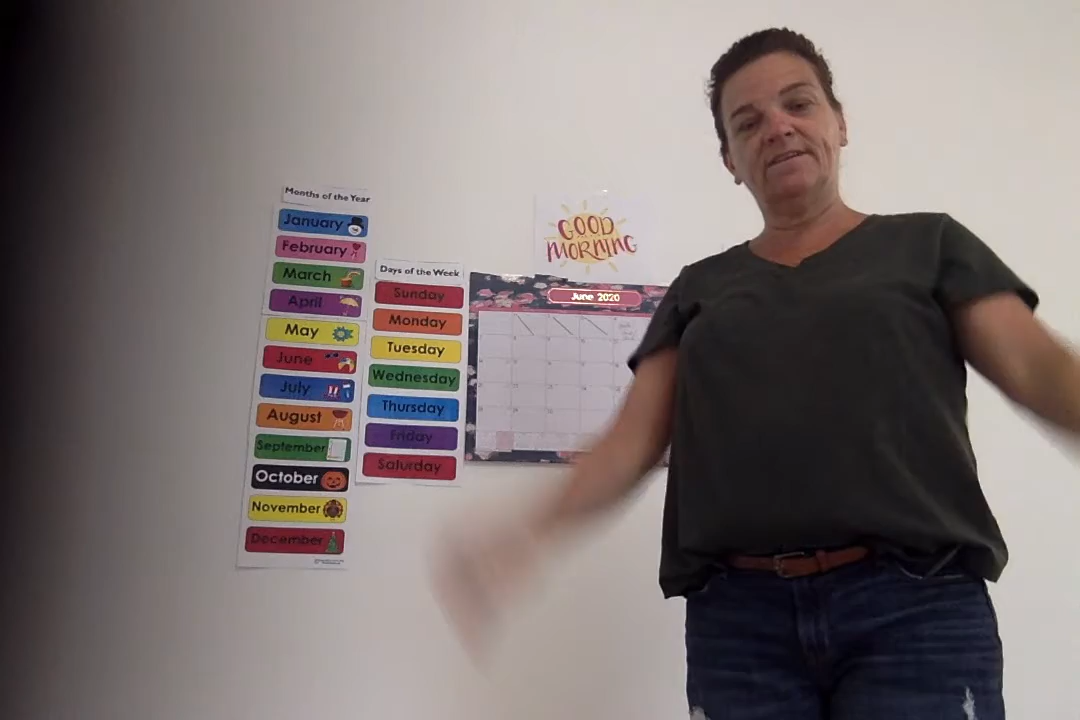 Months of the Year
January
February
March
April
May
June
July
August
September
October
November
December
Days of the Week
Sunday
Monday
Tuesday
Wednesday
Thursday
Friday
Saturday
GOOD
MORNING
June 2020